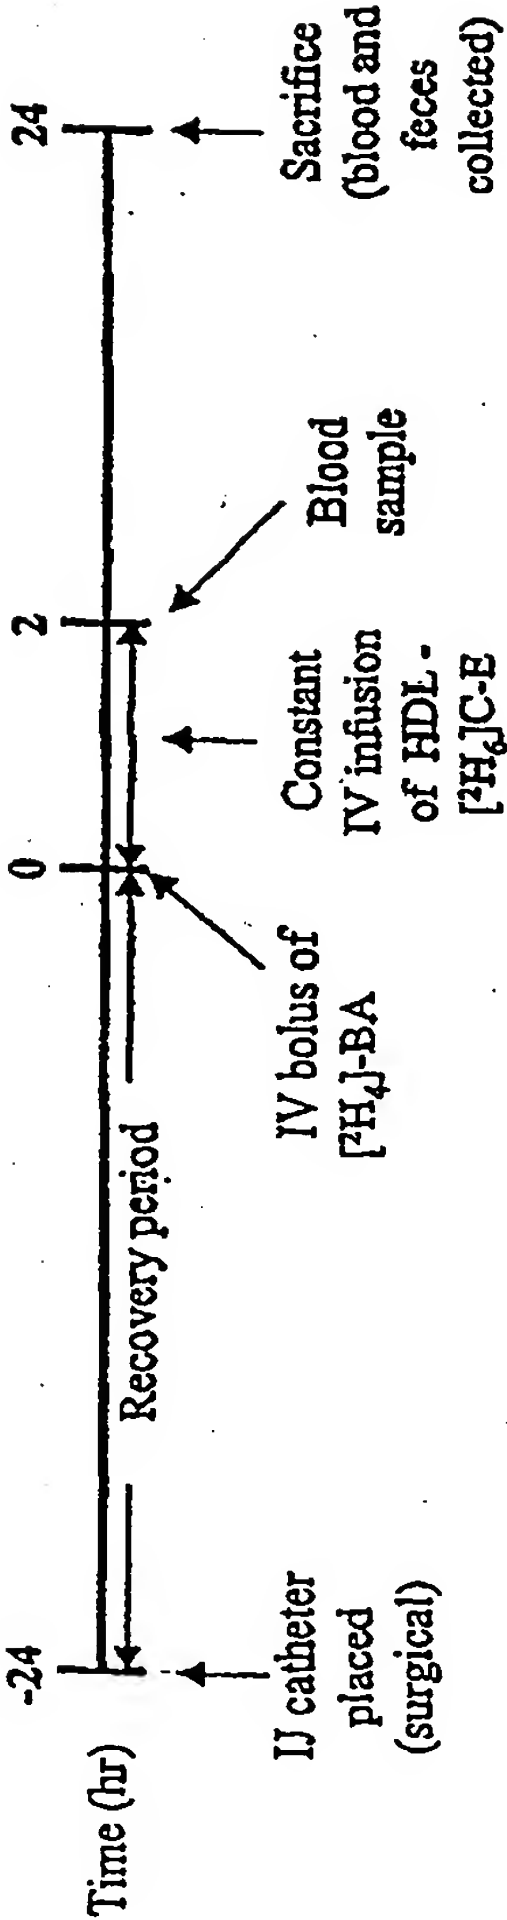 Time (hr)
-24
0
2
24
Recovery period
IJ catheter
placed
(surgical)
IV bolus of
[²H₄]-BA
Constant
IV infusion
of HDL -
[²H₆]C-E
Blood
sample
Sacrifice
(blood and
feces
collected)